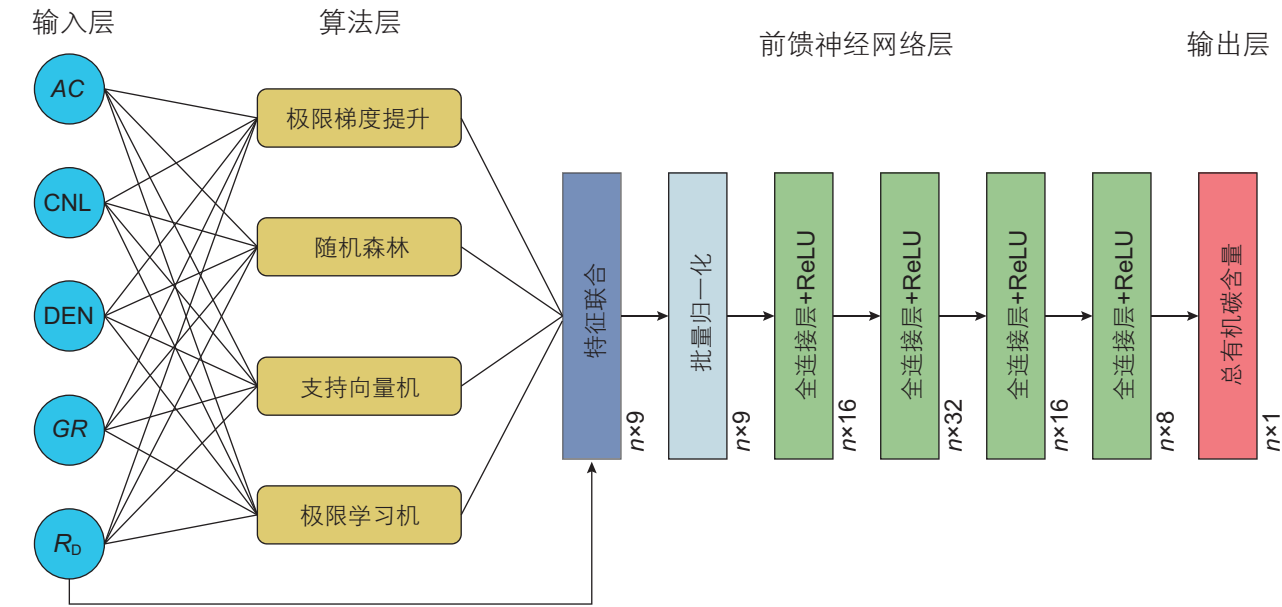 输入层
算法层
前馈神经网络层
输出层
AC
CNL
DEN
GR
R_D
极限梯度提升
随机森林
支持向量机
极限学习机
特征联合
n×9
批量归一化
n×9
全连接层+ReLU
n×16
全连接层+ReLU
n×32
全连接层+ReLU
n×16
全连接层+ReLU
n×8
总有机碳含量
n×1